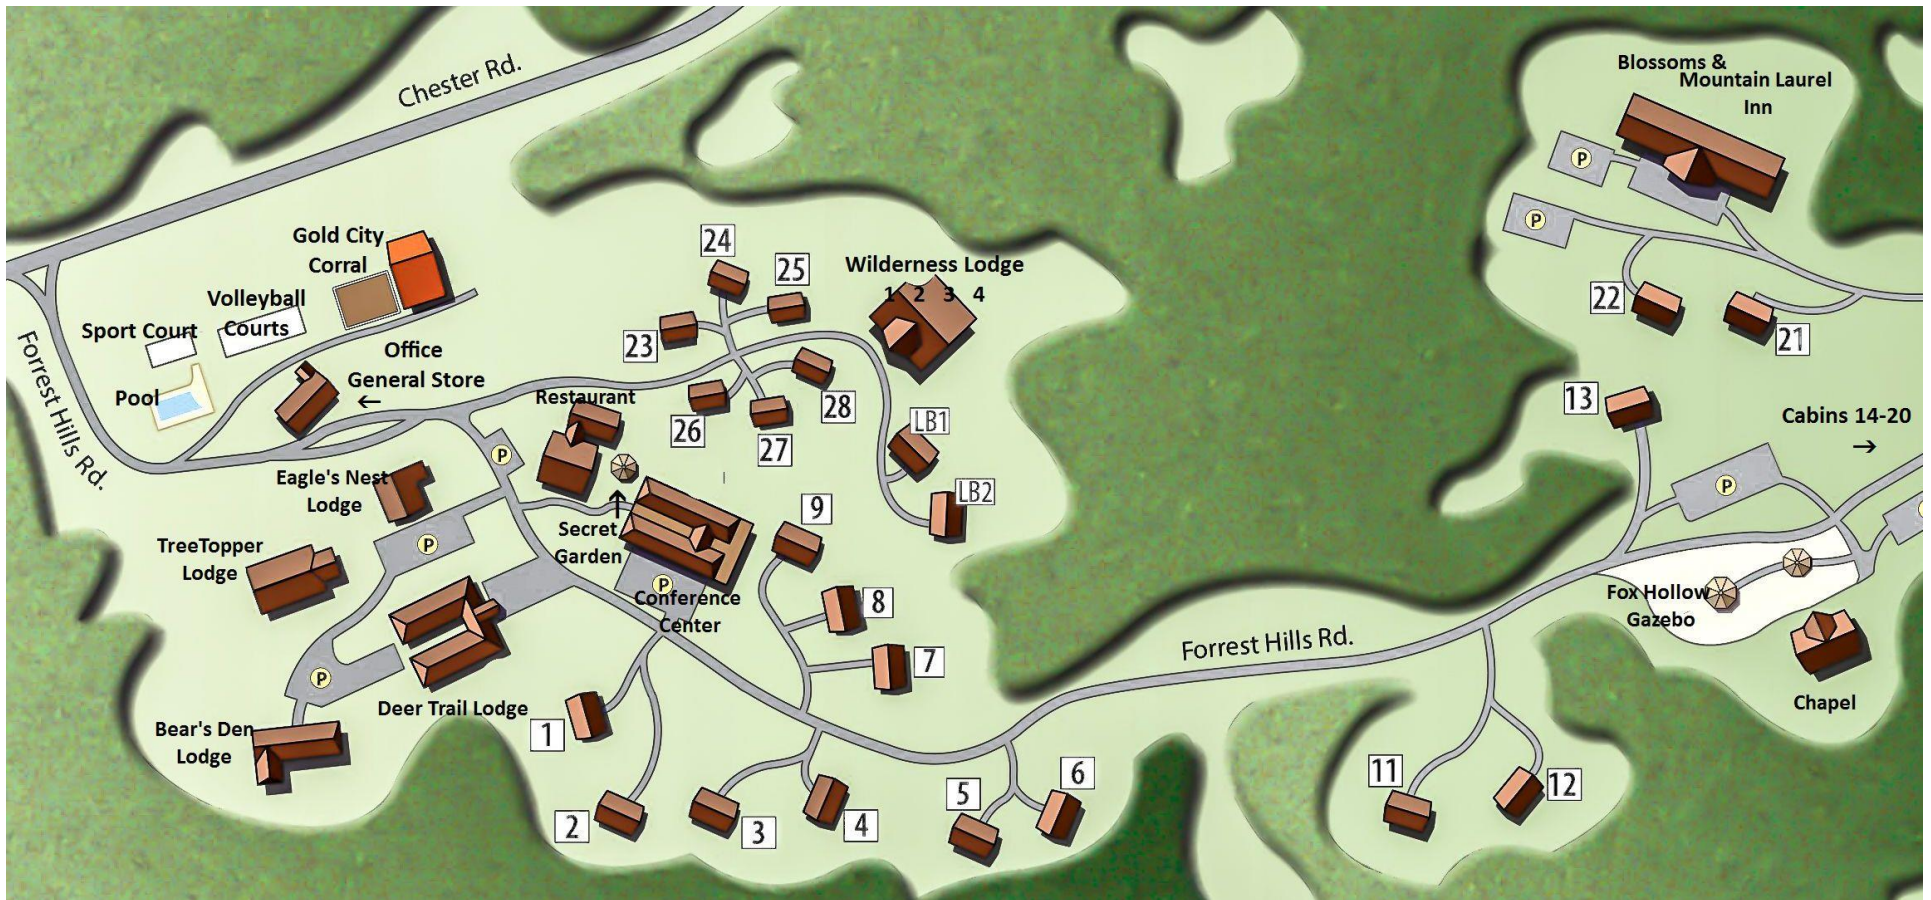 Chester Rd.
Blossoms &
Mountain Laurel
Inn
P
P
Gold City
Corral
Volleyball
Courts
Sport Court
Pool
Forrest Hills Rd.
Office
General Store
←
24
25
23
26
27
28
Wilderness Lodge
1 2 3 4
LB1
LB2
22
21
13
Cabins 14-20
→
Restaurant
P
Eagle's Nest
Lodge
Secret
Garden
P
TreeTopper
Lodge
P
Conference
Center
9
8
7
P
Deer Trail Lodge
Bear's Den
Lodge
1
2
3
4
5
6
Forrest Hills Rd.
P
P
Fox Hollow
Gazebo
Chapel
11
12